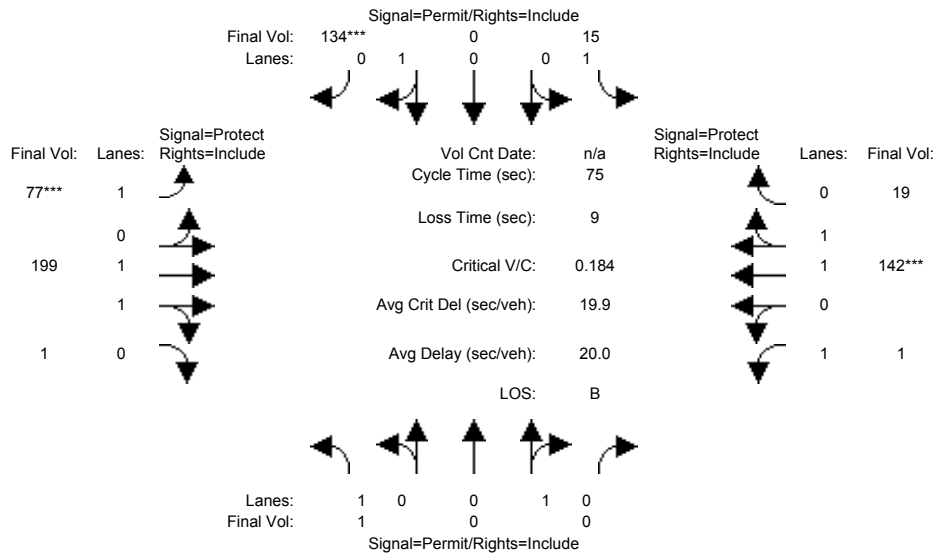 Signal=Permit/Rights=Include
Final Vol: 134*** 0 15
Lanes: 0 1 0 0 1
Signal=Protect Signal=Protect
Final Vol: Lanes: Rights=Include Vol Cnt Date: n/a Rights=Include Lanes: Final Vol:
Cycle Time (sec): 75
77*** 1 0 19
Loss Time (sec): 9
0 1
199 1 Critical V/C: 0.184 1 142***
1 Avg Crit Del (sec/veh): 19.9 0
1 0 Avg Delay (sec/veh): 20.0 1 1
LOS: B
Lanes: 1 0 0 1 0
Final Vol: 1 0 0
Signal=Permit/Rights=Include